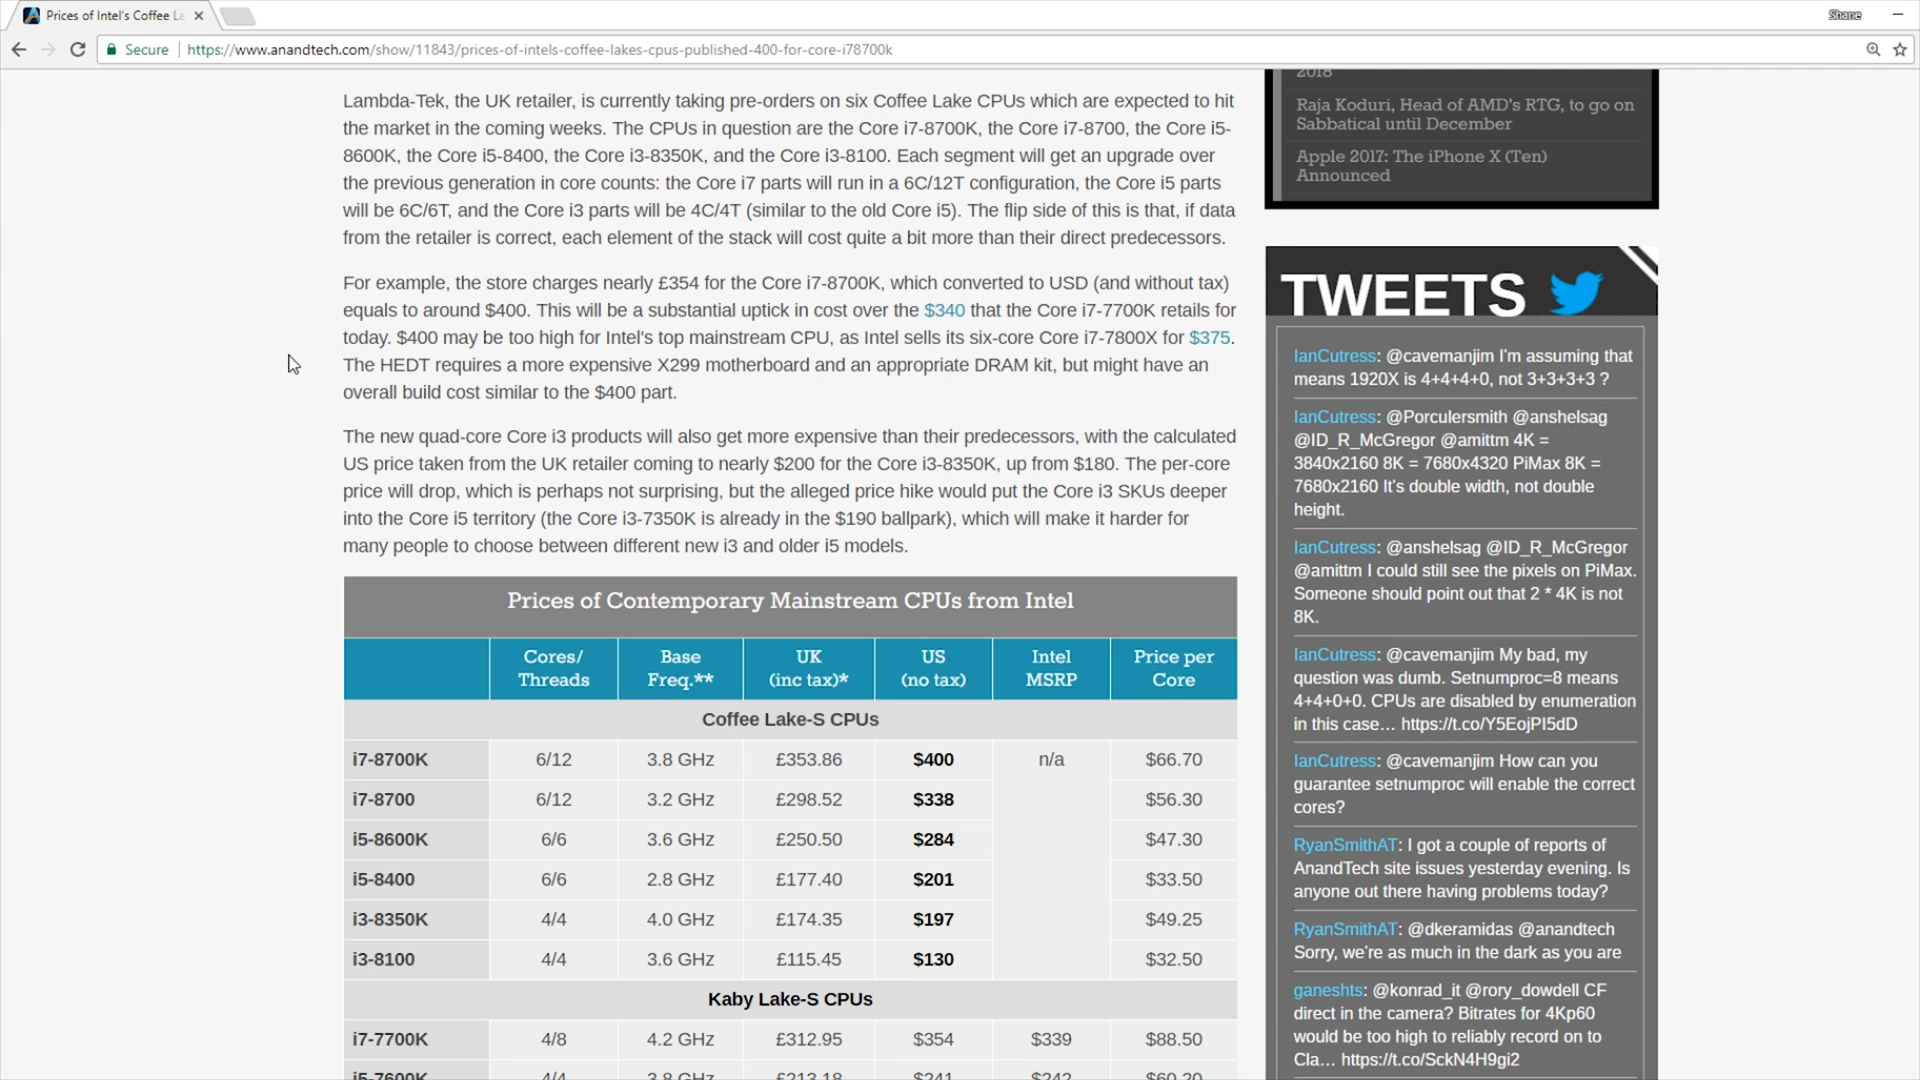 Prices of Intel's Coffee La
Shane
Secure
https://www.anandtech.com/show/11843/prices-of-intels-coffee-lakes-cpus-published-400-for-core-i78700k
Lambda-Tek, the UK retailer, is currently taking pre-orders on six Coffee Lake CPUs which are expected to hit
the market in the coming weeks. The CPUs in question are the Core i7-8700K, the Core i7-8700, the Core i5-
8600K, the Core i5-8400, the Core i3-8350K, and the Core i3-8100. Each segment will get an upgrade over
the previous generation in core counts: the Core i7 parts will run in a 6C/12T configuration, the Core i5 parts
will be 6C/6T, and the Core i3 parts will be 4C/4T (similar to the old Core i5). The flip side of this is that, if data
from the retailer is correct, each element of the stack will cost quite a bit more than their direct predecessors.
For example, the store charges nearly £354 for the Core i7-8700K, which converted to USD (and without tax)
equals to around $400. This will be a substantial uptick in cost over the $340 that the Core i7-7700K retails for
today. $400 may be too high for Intel's top mainstream CPU, as Intel sells its six-core Core i7-7800X for $375.
The HEDT requires a more expensive X299 motherboard and an appropriate DRAM kit, but might have an
overall build cost similar to the $400 part.
The new quad-core Core i3 products will also get more expensive than their predecessors, with the calculated
US price taken from the UK retailer coming to nearly $200 for the Core i3-8350K, up from $180. The per-core
price will drop, which is perhaps not surprising, but the alleged price hike would put the Core i3 SKUs deeper
into the Core i5 territory (the Core i3-7350K is already in the $190 ballpark), which will make it harder for
many people to choose between different new i3 and older i5 models.
Prices of Contemporary Mainstream CPUs from Intel
Cores/ Threads Base Freq.** UK (inc tax)* US (no tax) Intel MSRP Price per Core
Coffee Lake-S CPUs
i7-8700K 6/12 3.8 GHz £353.86 $400 n/a $66.70
i7-8700 6/12 3.2 GHz £298.52 $338 $56.30
i5-8600K 6/6 3.6 GHz £250.50 $284 $47.30
i5-8400 6/6 2.8 GHz £177.40 $201 $33.50
i3-8350K 4/4 4.0 GHz £174.35 $197 $49.25
i3-8100 4/4 3.6 GHz £115.45 $130 $32.50
Kaby Lake-S CPUs
i7-7700K 4/8 4.2 GHz £312.95 $354 $339 $88.50
i5-7600K 4/4 3.8 GHz £213.18 $241 $242 $60.20
2018
Raja Koduri, Head of AMD's RTG, to go on
Sabbatical until December
Apple 2017: The iPhone X (Ten)
Announced
TWEETS
IanCutress: @cavemanjim I'm assuming that
means 1920X is 4+4+4+0, not 3+3+3+3 ?
IanCutress: @Porculersmith @anshelsag
@ID_R_McGregor @amittm 4K =
3840x2160 8K = 7680x4320 PiMax 8K =
7680x2160 It's double width, not double
height.
IanCutress: @anshelsag @ID_R_McGregor
@amittm I could still see the pixels on PiMax.
Someone should point out that 2 * 4K is not
8K.
IanCutress: @cavemanjim My bad, my
question was dumb. Setnumproc=8 means
4+4+0+0. CPUs are disabled by enumeration
in this case… https://t.co/Y5EojPI5dD
IanCutress: @cavemanjim How can you
guarantee setnumproc will enable the correct
cores?
RyanSmithAT: I got a couple of reports of
AnandTech site issues yesterday evening. Is
anyone out there having problems today?
RyanSmithAT: @dkeramidas @anandtech
Sorry, we're as much in the dark as you are
ganeshts: @konrad_it @rory_dowdell CF
direct in the camera? Bitrates for 4Kp60
would be too high to reliably record on to
Cla… https://t.co/SckN4H9gi2